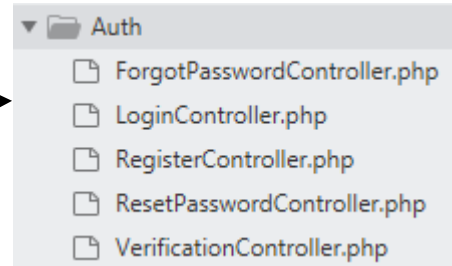 Auth
ForgotPasswordController.php
LoginController.php
RegisterController.php
ResetPasswordController.php
VerificationController.php